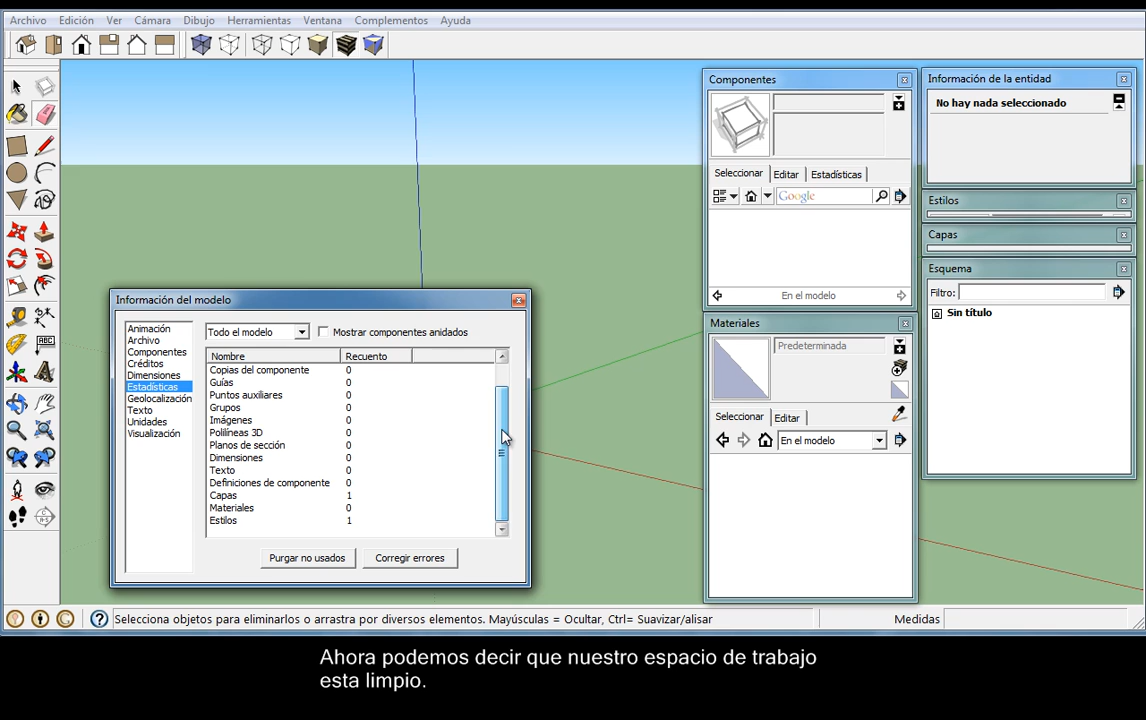 Archivo Edición Ver Cámara Dibujo Herramientas Ventana Complementos Ayuda
Componentes
Seleccionar Editar Estadísticas
Google
En el modelo
Información de la entidad
No hay nada seleccionado
Estilos
Capas
Esquema
Filtro:
Sin título
Materiales
Predeterminada
Seleccionar Editar
En el modelo
ABC
Información del modelo
Animación
Archivo
Componentes
Créditos
Dimensiones
Estadísticas
Geolocalización
Texto
Unidades
Visualización
Todo el modelo Mostrar componentes anidados
Nombre Recuento
Copias del componente 0
Guías 0
Puntos auxiliares 0
Grupos 0
Imágenes 0
Polilíneas 3D 0
Planos de sección 0
Dimensiones 0
Texto 0
Definiciones de componente 0
Capas 1
Materiales 0
Estilos 1
Purgar no usados Corregir errores
Selecciona objetos para eliminarlos o arrastra por diversos elementos. Mayúsculas = Ocultar, Ctrl= Suavizar/alisar Medidas
Ahora podemos decir que nuestro espacio de trabajo
esta limpio.